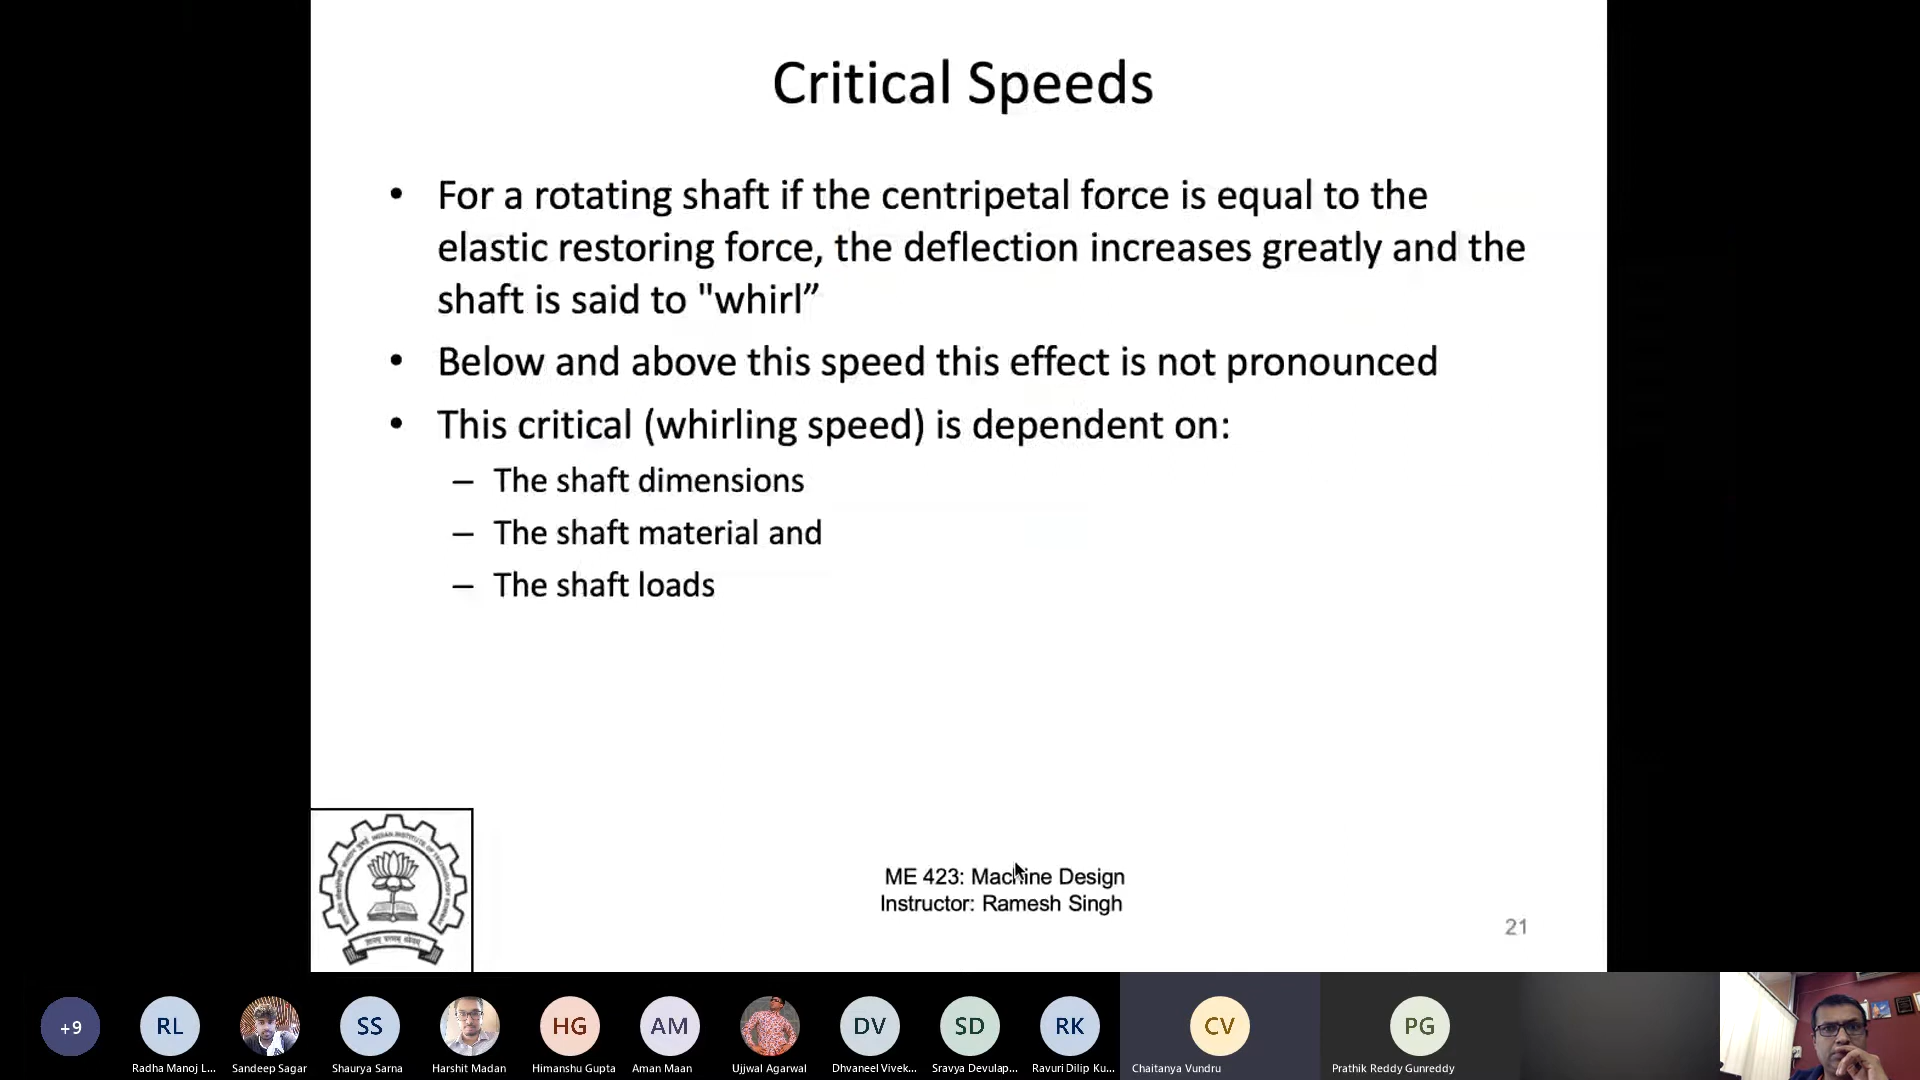 Critical Speeds
• For a rotating shaft if the centripetal force is equal to the
elastic restoring force, the deflection increases greatly and the
shaft is said to "whirl”
• Below and above this speed this effect is not pronounced
• This critical (whirling speed) is dependent on:
– The shaft dimensions
– The shaft material and
– The shaft loads
ME 423: Machine Design
Instructor: Ramesh Singh
21
+9
RL
SS
HG
AM
DV
SD
RK
CV
PG
Radha Manoj L...
Sandeep Sagar
Shaurya Sarna
Harshit Madan
Himanshu Gupta
Aman Maan
Ujjwal Agarwal
Dhvaneel Vivek...
Sravya Devulap...
Ravuri Dilip Ku...
Chaitanya Vundru
Prathik Reddy Gunreddy